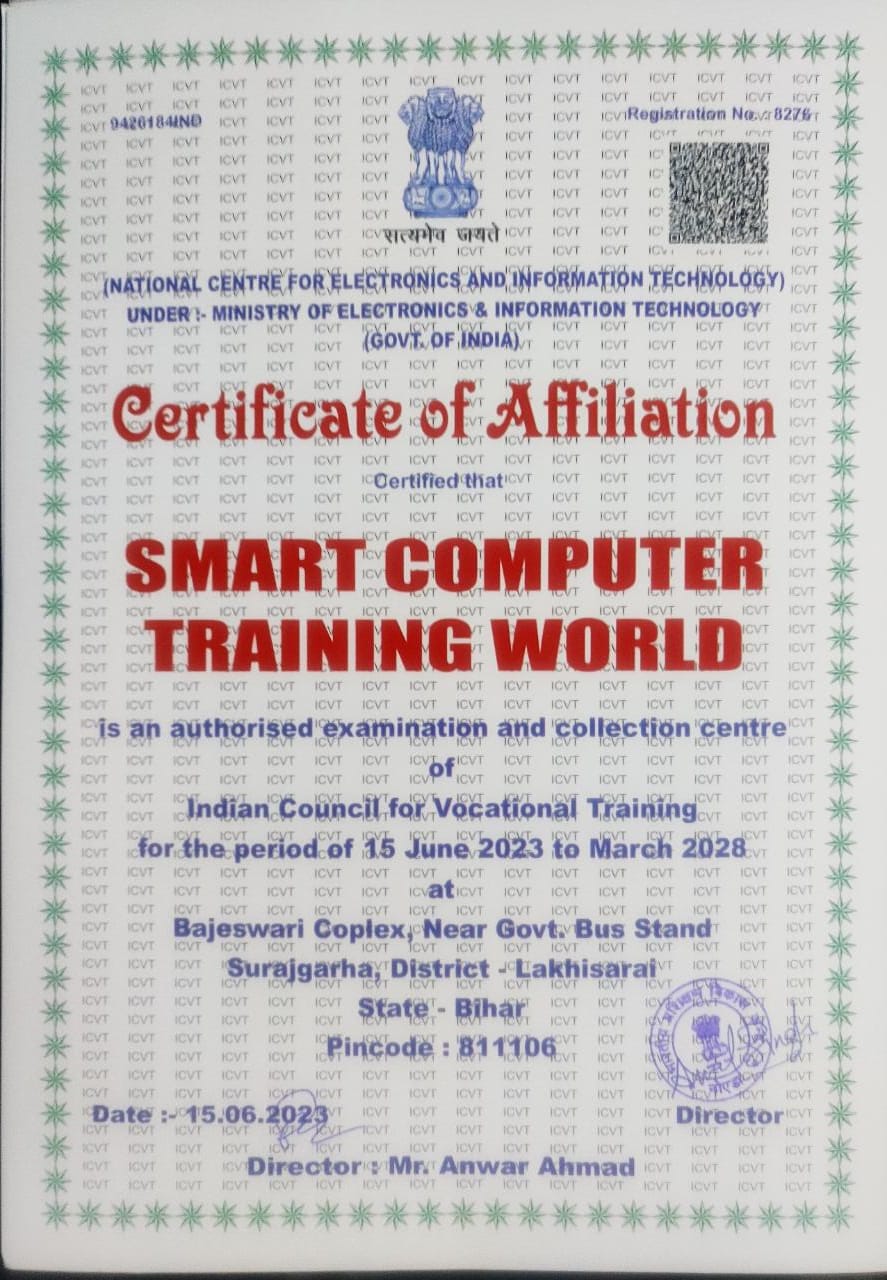 9426184IND
Registration No. : 8276
सत्यमेव जयते
(NATIONAL CENTRE FOR ELECTRONICS AND INFORMATION TECHNOLOGY)
UNDER :- MINISTRY OF ELECTRONICS & INFORMATION TECHNOLOGY
(GOVT. OF INDIA)
Certificate of Affiliation
Certified that
SMART COMPUTER
TRAINING WORLD
is an authorised examination and collection centre
of
Indian Council for Vocational Training
for the period of 15 June 2023 to March 2028
at
Bajeswari Coplex, Near Govt. Bus Stand
Surajgarha, District - Lakhisarai
State - Bihar
Pincode : 811106
Date :- 15.06.2023
Director
Director : Mr. Anwar Ahmad
ICVT